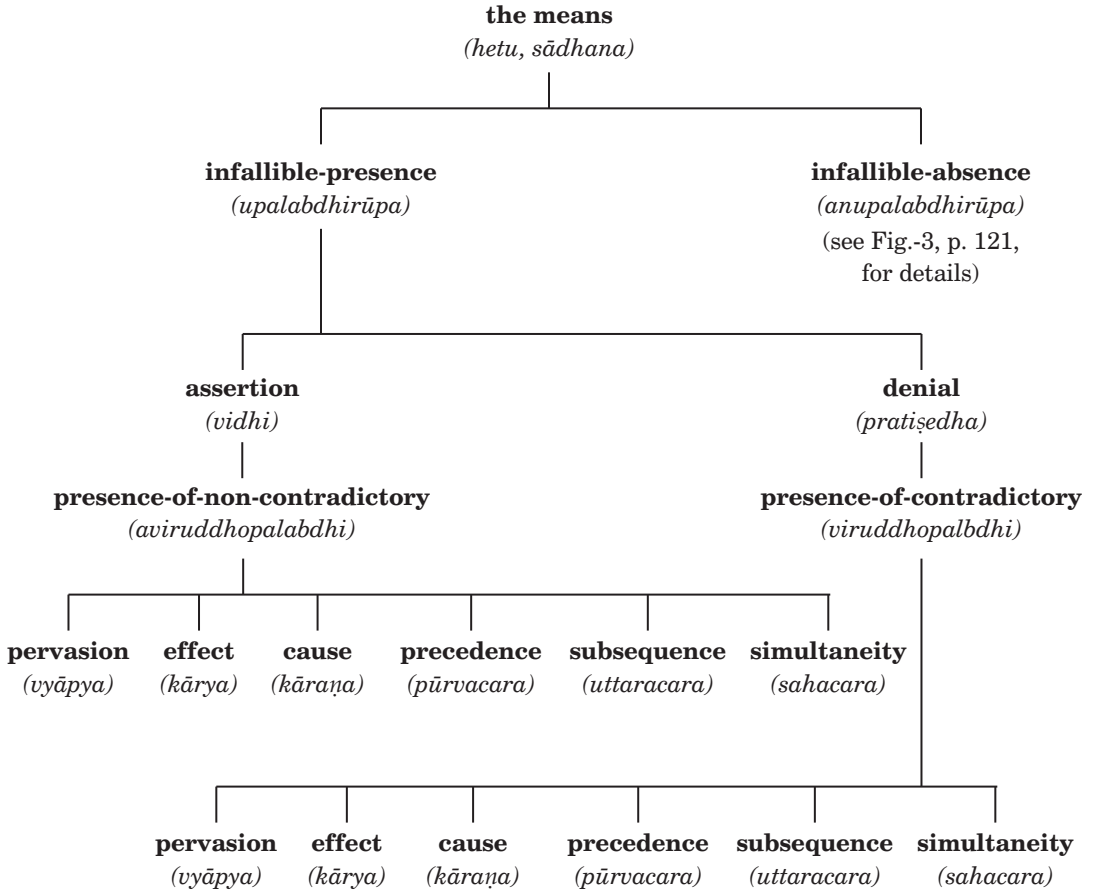 the means
(hetu, sādhana)
infallible-presence
(upalabdhirūpa)
infallible-absence
(anupalabdhirūpa)
(see Fig.-3, p. 121,
for details)
assertion
(vidhi)
denial
(pratiṣedha)
presence-of-non-contradictory
(aviruddhopalabdhi)
presence-of-contradictory
(viruddhopalbdhi)
pervasion effect cause precedence subsequence simultaneity
(vyāpya) (kārya) (kāraṇa) (pūrvacara) (uttaracara) (sahacara)
pervasion effect cause precedence subsequence simultaneity
(vyāpya) (kārya) (kāraṇa) (pūrvacara) (uttaracara) (sahacara)